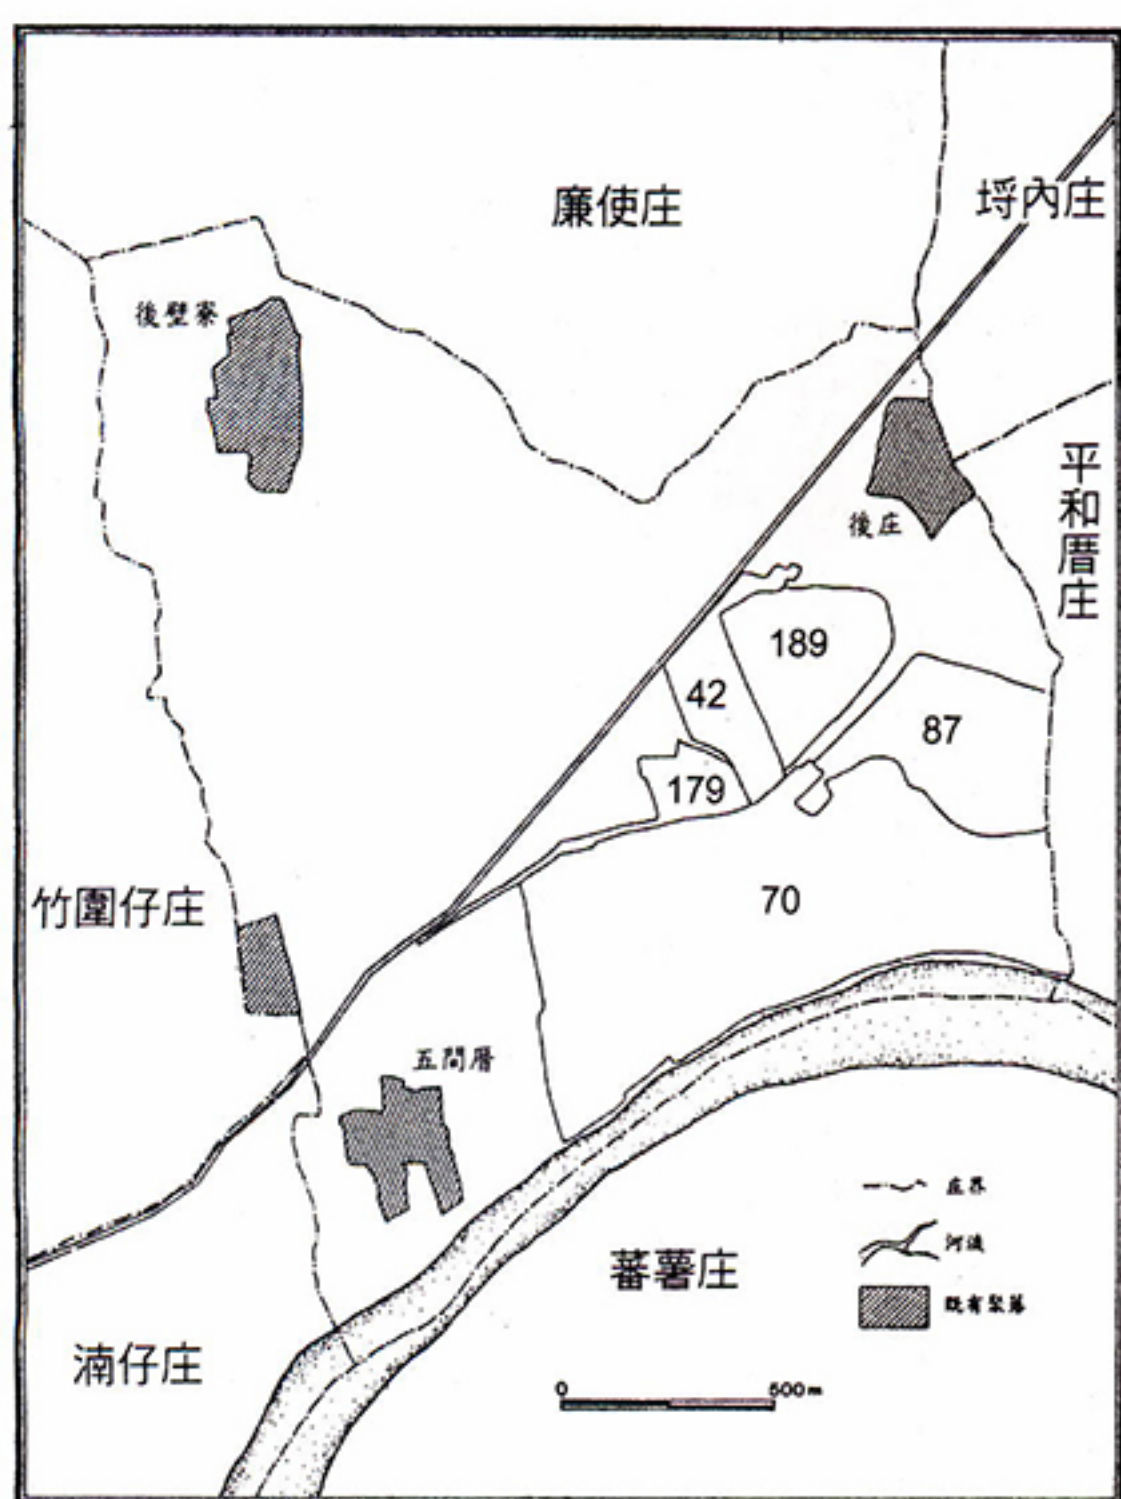 廉使庄
埒內庄
後壁寮
平和厝庄
後庄
189
42
87
179
竹圍仔庄
70
五間厝
庄界
河流
蕃薯庄
既有聚落
湳仔庄
0 500m